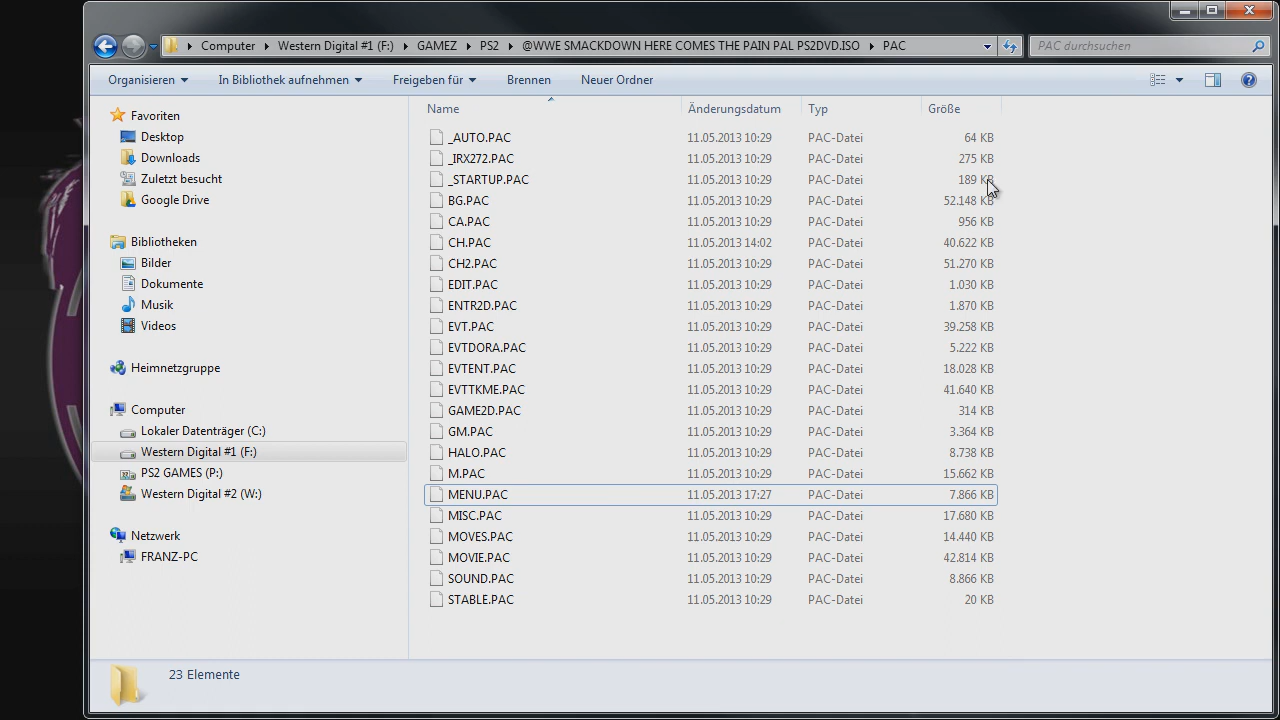 Computer Western Digital #1 (F:) GAMEZ PS2 @WWE SMACKDOWN HERE COMES THE PAIN PAL PS2DVD.ISO PAC PAC durchsuchen
Organisieren In Bibliothek aufnehmen Freigeben für Brennen Neuer Ordner
Favoriten
Desktop
Downloads
Zuletzt besucht
Google Drive
Bibliotheken
Bilder
Dokumente
Musik
Videos
Heimnetzgruppe
Computer
Lokaler Datenträger (C:)
Western Digital #1 (F:)
PS2 GAMES (P:)
Western Digital #2 (W:)
Netzwerk
FRANZ-PC
Name Änderungsdatum Typ Größe
_AUTO.PAC 11.05.2013 10:29 PAC-Datei 64 KB
_IRX272.PAC 11.05.2013 10:29 PAC-Datei 275 KB
_STARTUP.PAC 11.05.2013 10:29 PAC-Datei 189 KB
BG.PAC 11.05.2013 10:29 PAC-Datei 52.148 KB
CA.PAC 11.05.2013 10:29 PAC-Datei 956 KB
CH.PAC 11.05.2013 14:02 PAC-Datei 40.622 KB
CH2.PAC 11.05.2013 10:29 PAC-Datei 51.270 KB
EDIT.PAC 11.05.2013 10:29 PAC-Datei 1.030 KB
ENTR2D.PAC 11.05.2013 10:29 PAC-Datei 1.870 KB
EVT.PAC 11.05.2013 10:29 PAC-Datei 39.258 KB
EVTDORA.PAC 11.05.2013 10:29 PAC-Datei 5.222 KB
EVTENT.PAC 11.05.2013 10:29 PAC-Datei 18.028 KB
EVTTKME.PAC 11.05.2013 10:29 PAC-Datei 41.640 KB
GAME2D.PAC 11.05.2013 10:29 PAC-Datei 314 KB
GM.PAC 11.05.2013 10:29 PAC-Datei 3.364 KB
HALO.PAC 11.05.2013 10:29 PAC-Datei 8.738 KB
M.PAC 11.05.2013 10:29 PAC-Datei 15.662 KB
MENU.PAC 11.05.2013 17:27 PAC-Datei 7.866 KB
MISC.PAC 11.05.2013 10:29 PAC-Datei 17.680 KB
MOVES.PAC 11.05.2013 10:29 PAC-Datei 14.440 KB
MOVIE.PAC 11.05.2013 10:29 PAC-Datei 42.814 KB
SOUND.PAC 11.05.2013 10:29 PAC-Datei 8.866 KB
STABLE.PAC 11.05.2013 10:29 PAC-Datei 20 KB
23 Elemente